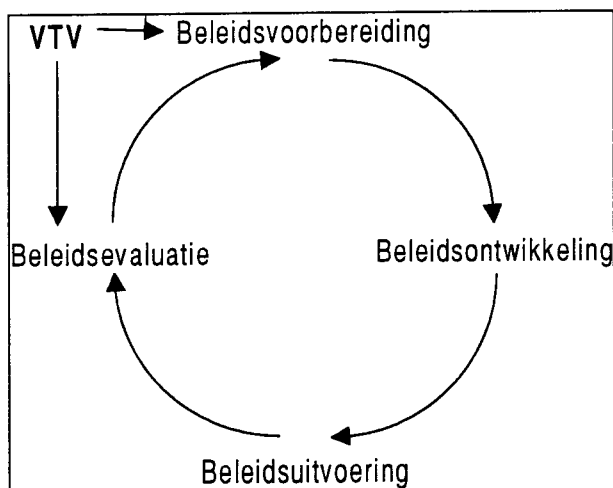 VTV
Beleidsvoorbereiding
Beleidsevaluatie
Beleidsontwikkeling
Beleidsuitvoering